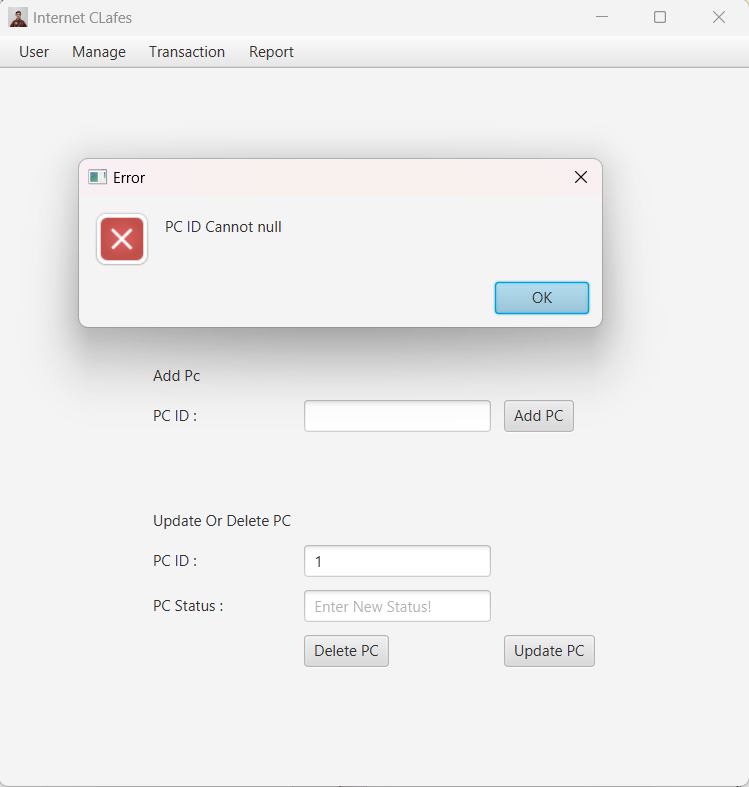 Internet CLafes
User Manage Transaction Report
Error
PC ID Cannot null
OK
Add Pc
PC ID :
Add PC
Update Or Delete PC
PC ID : 1
PC Status : Enter New Status!
Delete PC Update PC